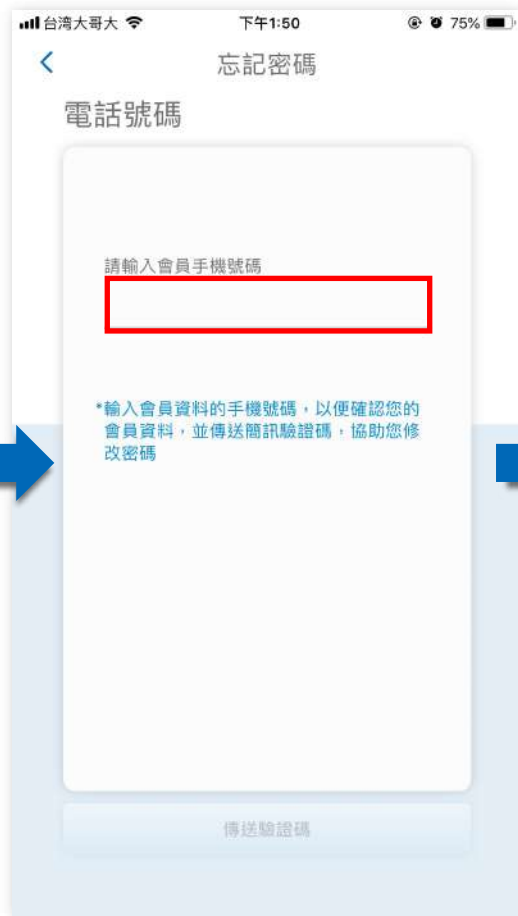 台湾大哥大 下午1:50 75%
忘記密碼
電話號碼
請輸入會員手機號碼
*輸入會員資料的手機號碼，以便確認您的
會員資料，並傳送簡訊驗證碼，協助您修
改密碼
傳送驗證碼